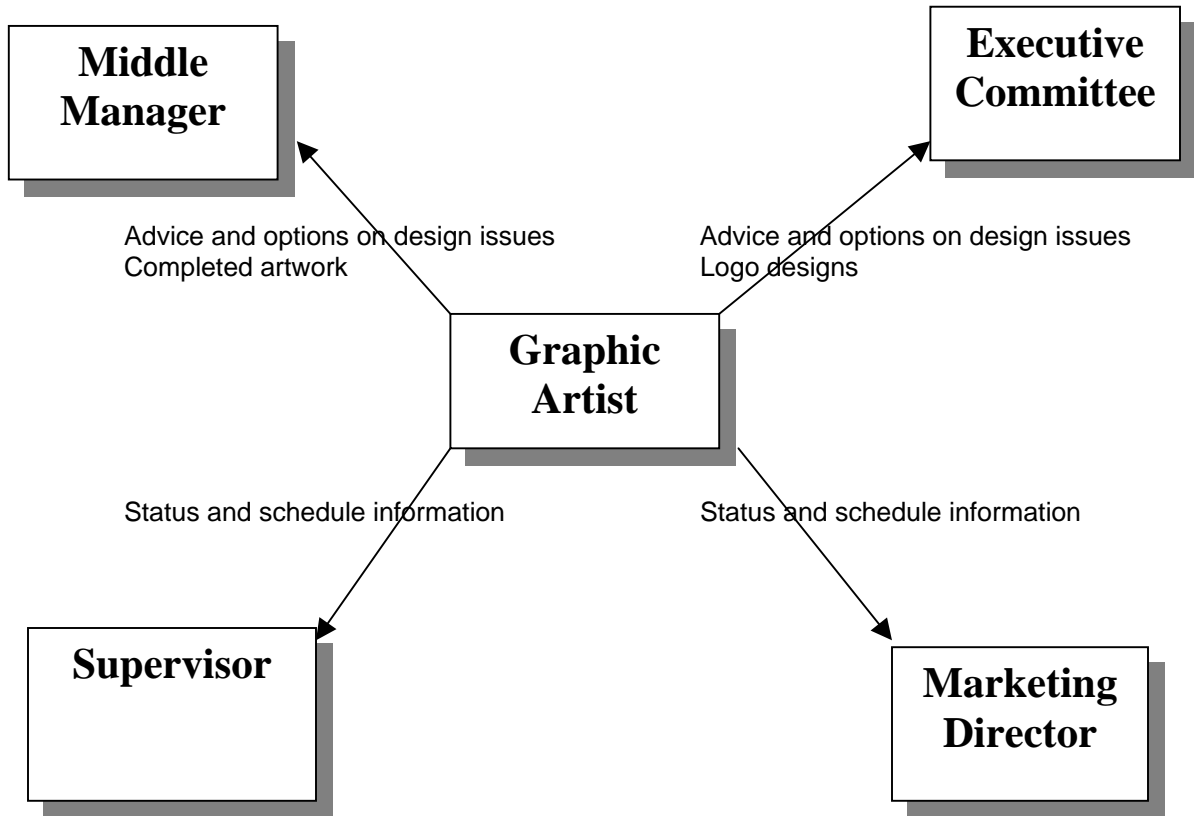 Middle
Manager
Executive
Committee
Advice and options on design issues
Completed artwork
Advice and options on design issues
Logo designs
Graphic
Artist
Status and schedule information
Status and schedule information
Supervisor
Marketing
Director